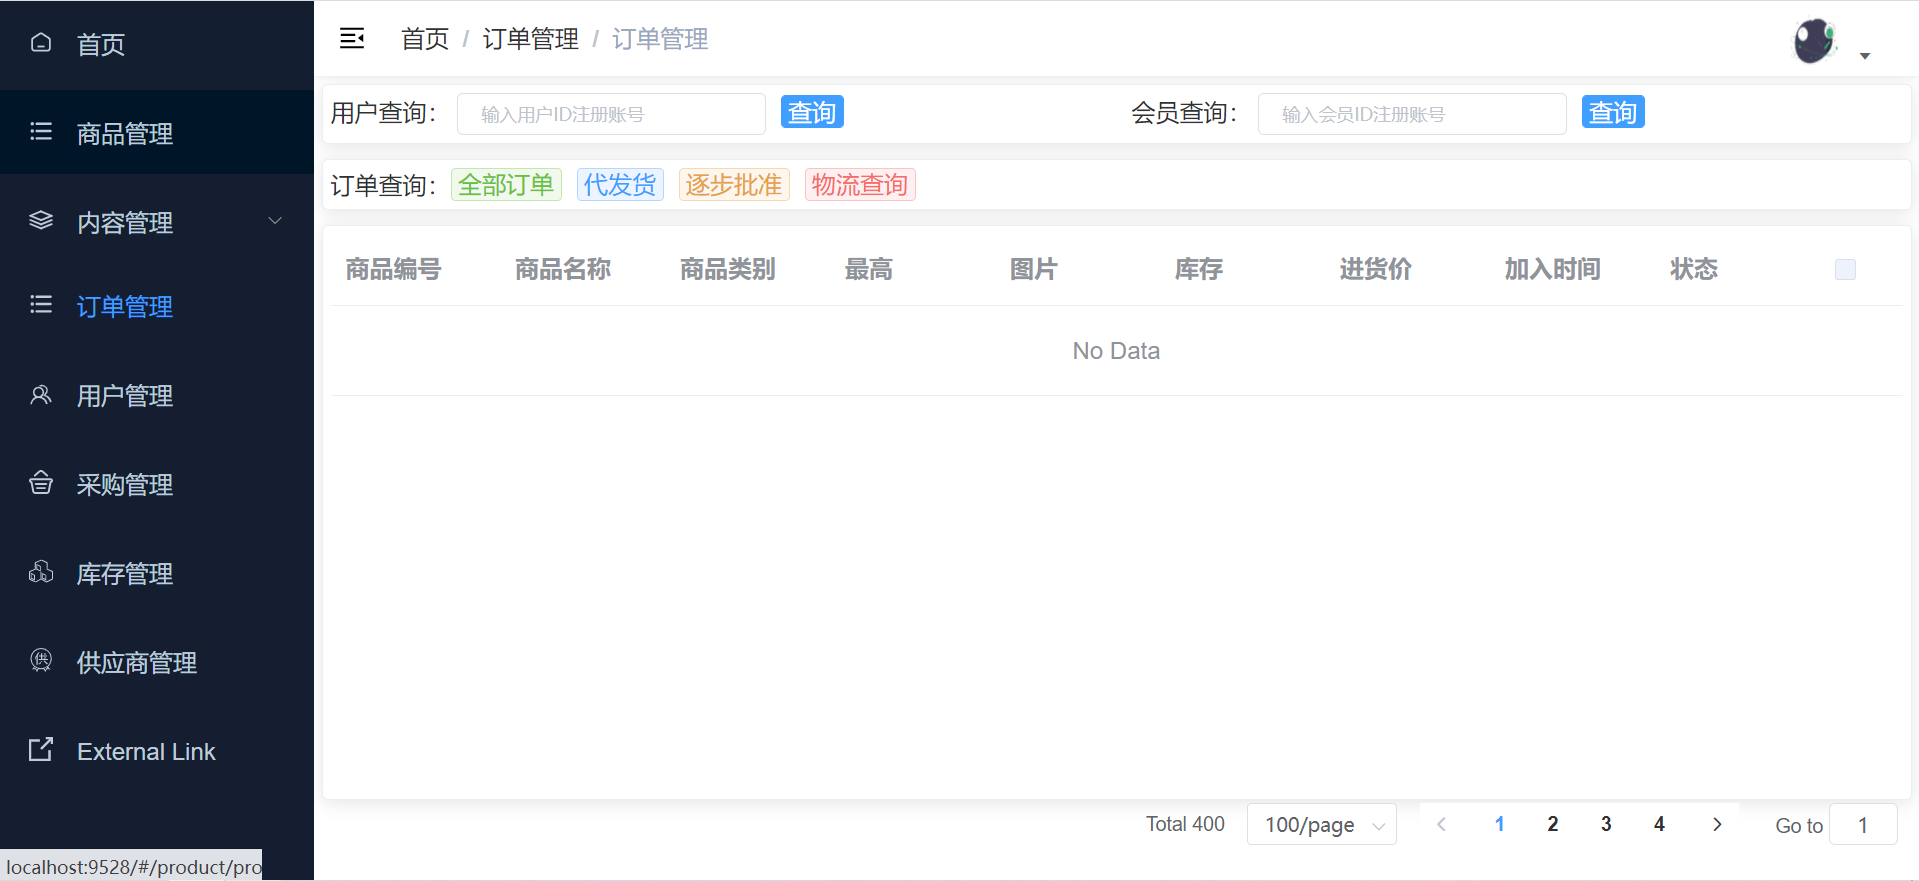 首页
商品管理
内容管理
订单管理
用户管理
采购管理
库存管理
供
供应商管理
External Link
localhost:9528/#/product/pro
首页 / 订单管理 / 订单管理
用户查询： 输入用户ID注册账号 查询 会员查询： 输入会员ID注册账号 查询
订单查询： 全部订单 代发货 逐步批准 物流查询
商品编号 商品名称 商品类别 最高 图片 库存 进货价 加入时间 状态
No Data
Total 400 100/page 1 2 3 4 Go to 1